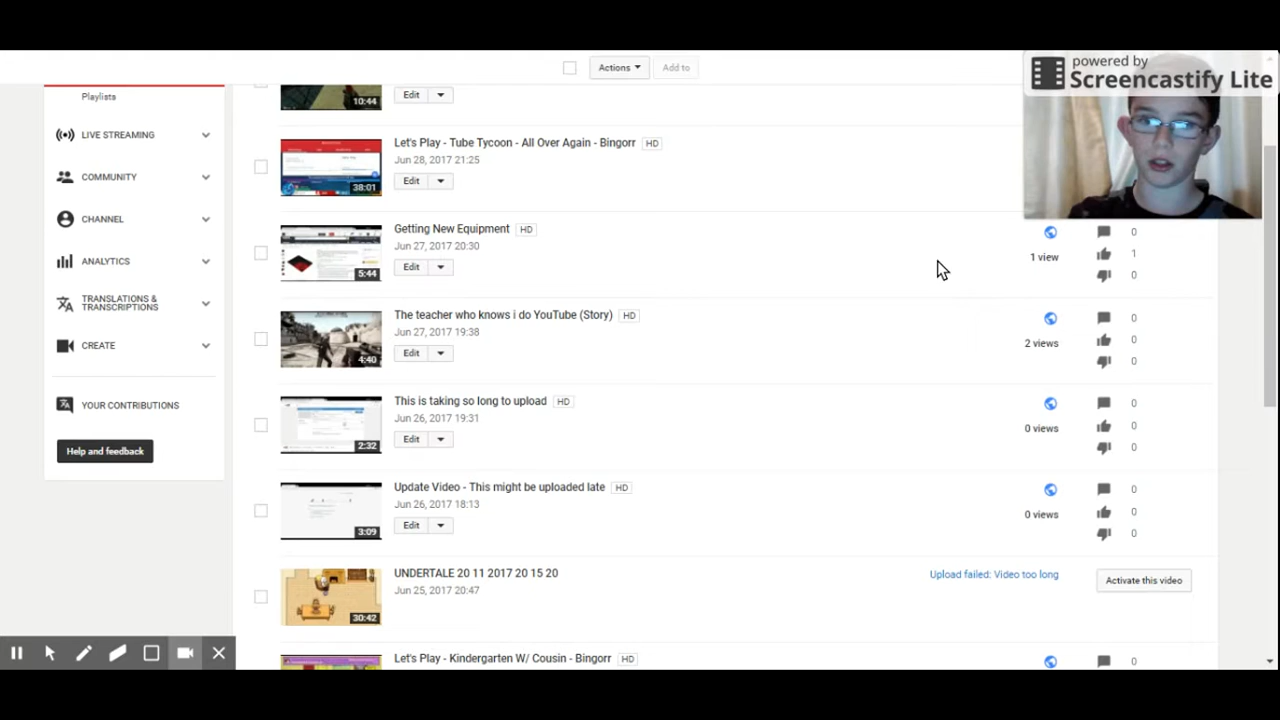 powered by
Screencastify Lite
Actions
Add to
Playlists
10:44
Edit
LIVE STREAMING
Let's Play - Tube Tycoon - All Over Again - Bingorr HD
Jun 28, 2017 21:25
38:01
Edit
COMMUNITY
CHANNEL
Getting New Equipment HD
Jun 27, 2017 20:30
5:44
Edit
1 view
0
1
0
ANALYTICS
TRANSLATIONS &
TRANSCRIPTIONS
The teacher who knows i do YouTube (Story) HD
Jun 27, 2017 19:38
4:40
Edit
2 views
0
0
0
CREATE
YOUR CONTRIBUTIONS
This is taking so long to upload HD
Jun 26, 2017 19:31
2:32
Edit
0 views
0
0
0
Help and feedback
Update Video - This might be uploaded late HD
Jun 26, 2017 18:13
3:09
Edit
0 views
0
0
0
UNDERTALE 20 11 2017 20 15 20
Jun 25, 2017 20:47
30:42
Upload failed: Video too long
Activate this video
Let's Play - Kindergarten W/ Cousin - Bingorr HD
0